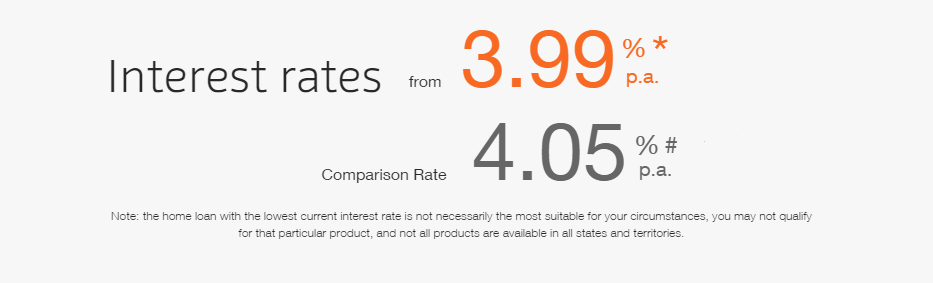 Interest rates from 3.99 % * p.a.
Comparison Rate 4.05 % # p.a.
Note: the home loan with the lowest current interest rate is not necessarily the most suitable for your circumstances, you may not qualify
for that particular product, and not all products are available in all states and territories.